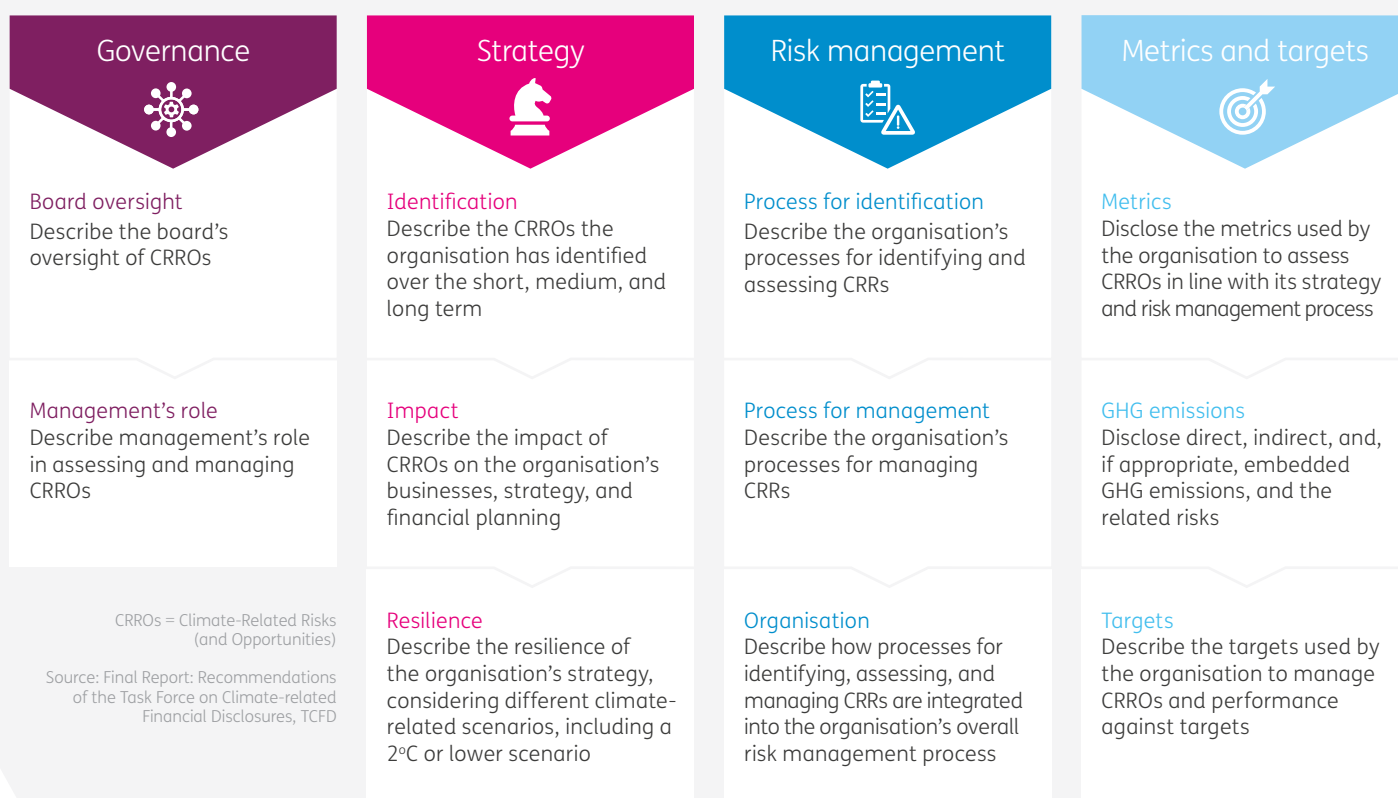 Governance
Board oversight
Describe the board's
oversight of CRROs
Management's role
Describe management's role
in assessing and managing
CRROs
CRROs = Climate-Related Risks
(and Opportunities)
Source: Final Report: Recommendations
of the Task Force on Climate-related
Financial Disclosures, TCFD
Strategy
Identification
Describe the CRROs the
organisation has identified
over the short, medium, and
long term
Impact
Describe the impact of
CRROs on the organisation's
businesses, strategy, and
financial planning
Resilience
Describe the resilience of
the organisation's strategy,
considering different climate-
related scenarios, including a
2ºC or lower scenario
Risk management
Process for identification
Describe the organisation's
processes for identifying and
assessing CRRs
Process for management
Describe the organisation's
processes for managing
CRRs
Organisation
Describe how processes for
identifying, assessing, and
managing CRRs are integrated
into the organisation's overall
risk management process
Metrics and targets
Metrics
Disclose the metrics used by
the organisation to assess
CRROs in line with its strategy
and risk management process
GHG emissions
Disclose direct, indirect, and,
if appropriate, embedded
GHG emissions, and the
related risks
Targets
Describe the targets used by
the organisation to manage
CRROs and performance
against targets